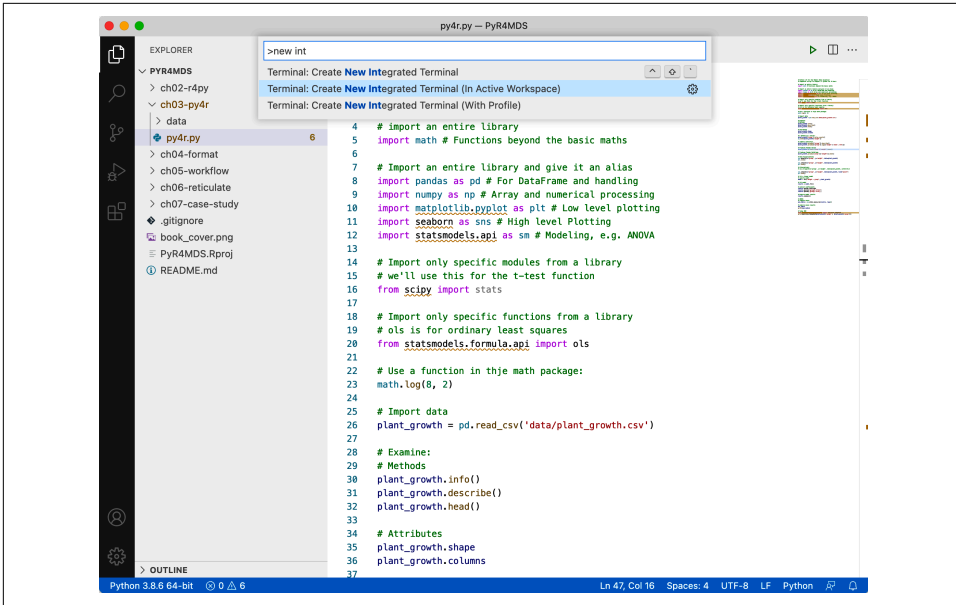 py4r.py — PyR4MDS
EXPLORER
PYR4MDS
ch02-r4py
ch03-py4r
data
py4r.py 6
ch04-format
ch05-workflow
ch06-reticulate
ch07-case-study
.gitignore
book_cover.png
PyR4MDS.Rproj
README.md
OUTLINE
>new int
Terminal: Create New Integrated Terminal
Terminal: Create New Integrated Terminal (In Active Workspace)
Terminal: Create New Integrated Terminal (With Profile)
4 # import an entire library
5 import math # Functions beyond the basic maths
6
7 # Import an entire library and give it an alias
8 import pandas as pd # For DataFrame and handling
9 import numpy as np # Array and numerical processing
10 import matplotlib.pyplot as plt # Low level plotting
11 import seaborn as sns # High level Plotting
12 import statsmodels.api as sm # Modeling, e.g. ANOVA
13
14 # Import only specific modules from a library
15 # we'll use this for the t-test function
16 from scipy import stats
17
18 # Import only specific functions from a library
19 # ols is for ordinary least squares
20 from statsmodels.formula.api import ols
21
22 # Use a function in thje math package:
23 math.log(8, 2)
24
25 # Import data
26 plant_growth = pd.read_csv('data/plant_growth.csv')
27
28 # Examine:
29 # Methods
30 plant_growth.info()
31 plant_growth.describe()
32 plant_growth.head()
33
34 # Attributes
35 plant_growth.shape
36 plant_growth.columns
37
Python 3.8.6 64-bit 0 6 Ln 47, Col 16 Spaces: 4 UTF-8 LF Python